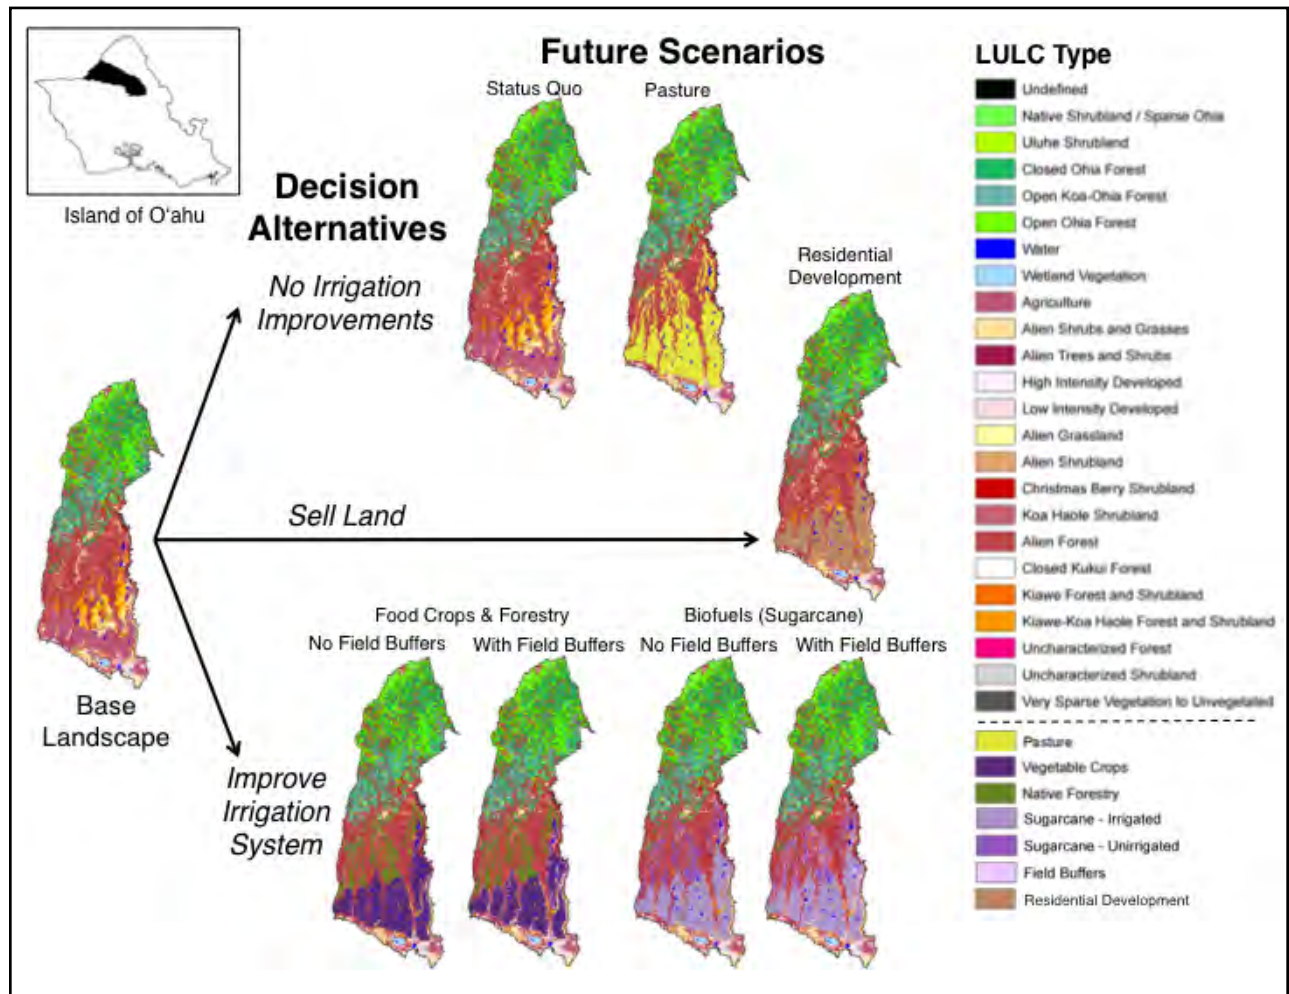 Future Scenarios
Status Quo
Pasture
Island of O'ahu
Decision
Alternatives
No Irrigation
Improvements
Residential
Development
Sell Land
Base
Landscape
Improve
Irrigation
System
Food Crops & Forestry
Biofuels (Sugarcane)
No Field Buffers
With Field Buffers
No Field Buffers
With Field Buffers
LULC Type
Undefined
Native Shrubland / Sparse Ohia
Uluhe Shrubland
Closed Ohia Forest
Open Koa-Ohia Forest
Open Ohia Forest
Water
Wetland Vegetation
Agriculture
Alien Shrubs and Grasses
Alien Trees and Shrubs
High Intensity Developed
Low Intensity Developed
Alien Grassland
Alien Shrubland
Christmas Berry Shrubland
Koa Haole Shrubland
Alien Forest
Closed Kukui Forest
Kiawe Forest and Shrubland
Kiawe-Koa Haole Forest and Shrubland
Uncharacterized Forest
Uncharacterized Shrubland
Very Sparse Vegetation to Unvegetated
Pasture
Vegetable Crops
Native Forestry
Sugarcane - Irrigated
Sugarcane - Unirrigated
Field Buffers
Residential Development